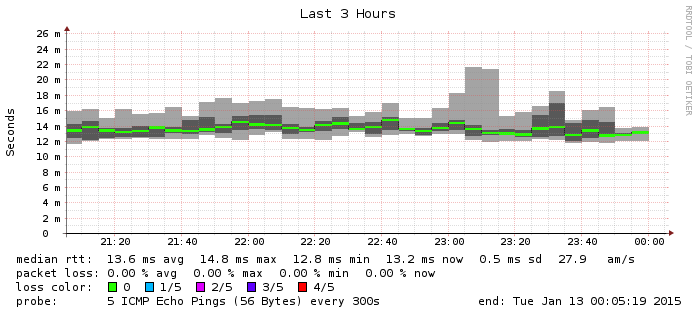 Last 3 Hours
RRDTOOL / TOBI OETIKER
Seconds
26 m
24 m
22 m
20 m
18 m
16 m
14 m
12 m
10 m
8 m
6 m
4 m
2 m
0
21:20 21:40 22:00 22:20 22:40 23:00 23:20 23:40 00:00
median rtt: 13.6 ms avg 14.8 ms max 12.8 ms min 13.2 ms now 0.5 ms sd 27.9 am/s
packet loss: 0.00 % avg 0.00 % max 0.00 % min 0.00 % now
loss color: 0 1/5 2/5 3/5 4/5
probe: 5 ICMP Echo Pings (56 Bytes) every 300s end: Tue Jan 13 00:05:19 2015